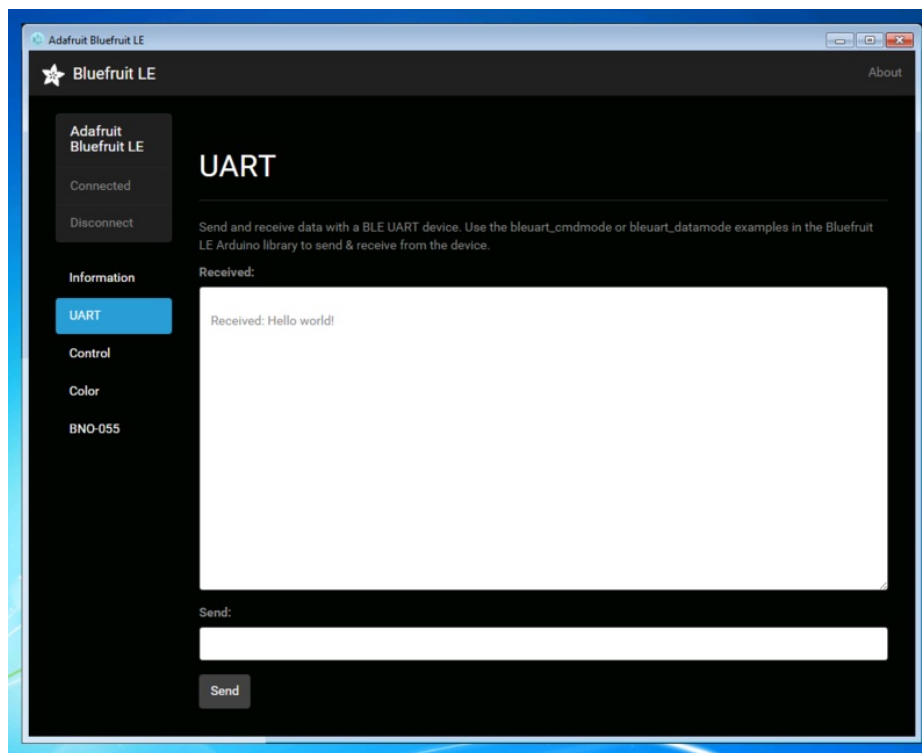 Adafruit Bluefruit LE
Bluefruit LE
About
Adafruit
Bluefruit LE
Connected
Disconnect
Information
UART
Control
Color
BNO-055
UART
Send and receive data with a BLE UART device. Use the bleuart_cmdmode or bleuart_datamode examples in the Bluefruit
LE Arduino library to send & receive from the device.
Received:
Received: Hello world!
Send:
Send